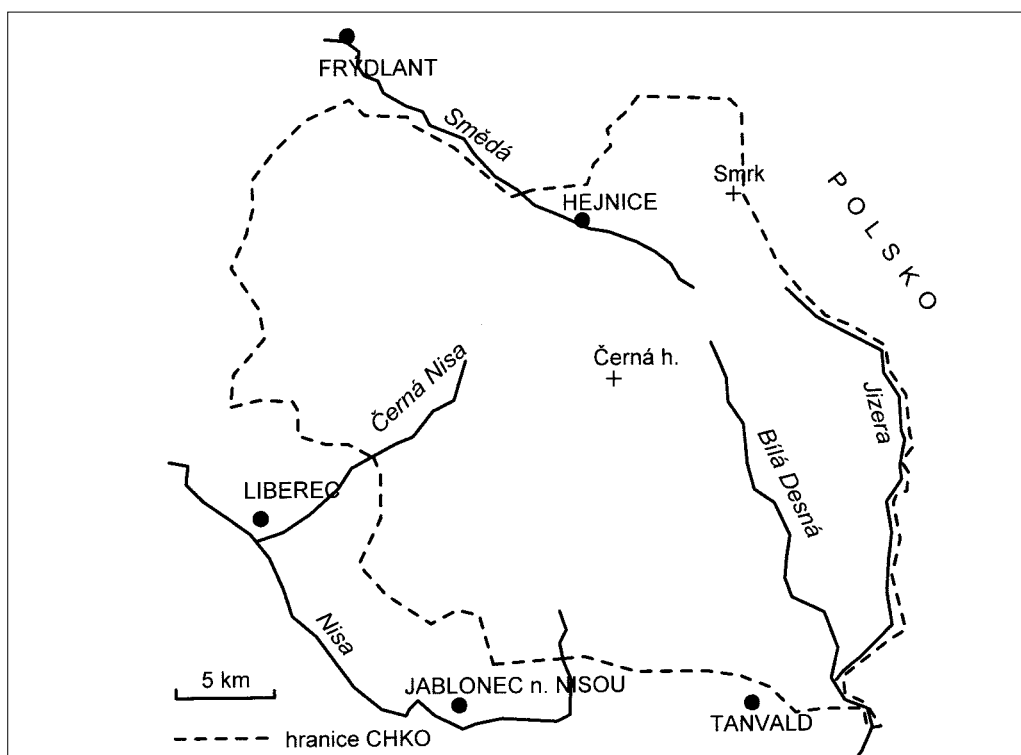 FRÝDLANT
Smědá
Smrk
HEJNICE
POLSKO
Černá h.
Černá Nisa
Jizera
Bílá Desná
LIBEREC
Nisa
5 km
JABLONEC n. NISOU
TANVALD
hranice CHKO